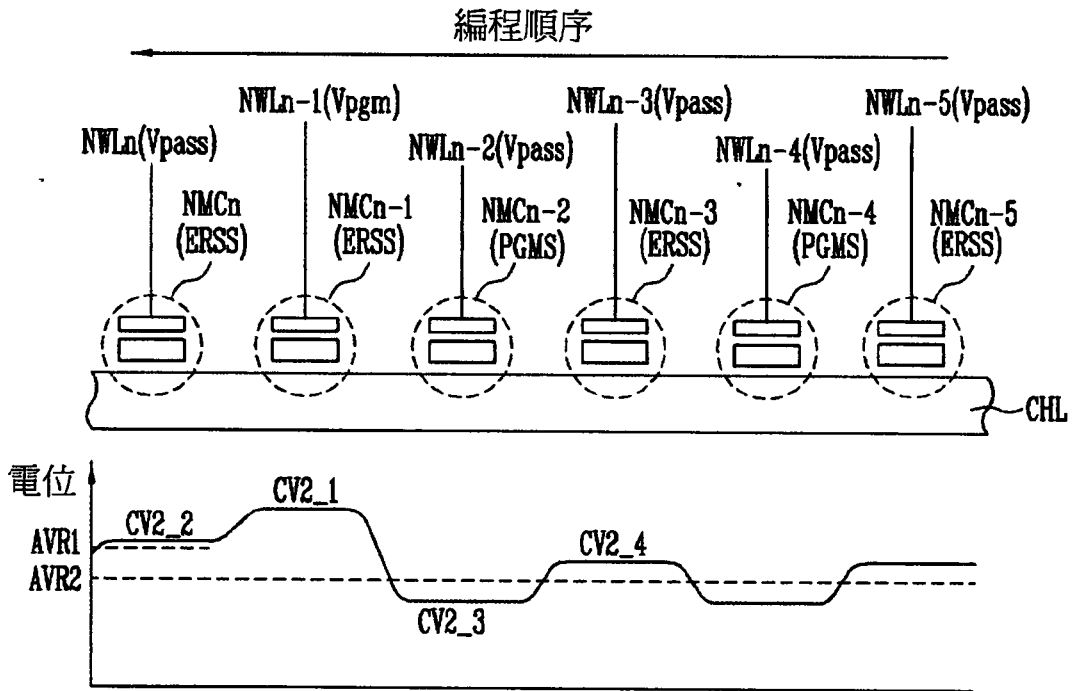 編程順序
NWLn(Vpass)
NWLn-1(Vpgm)
NWLn-2(Vpass)
NWLn-3(Vpass)
NWLn-4(Vpass)
NWLn-5(Vpass)
NMCn
(ERSS)
NMCn-1
(ERSS)
NMCn-2
(PGMS)
NMCn-3
(ERSS)
NMCn-4
(PGMS)
NMCn-5
(ERSS)
CHL
電位
AVR1
AVR2
CV2_2
CV2_1
CV2_3
CV2_4